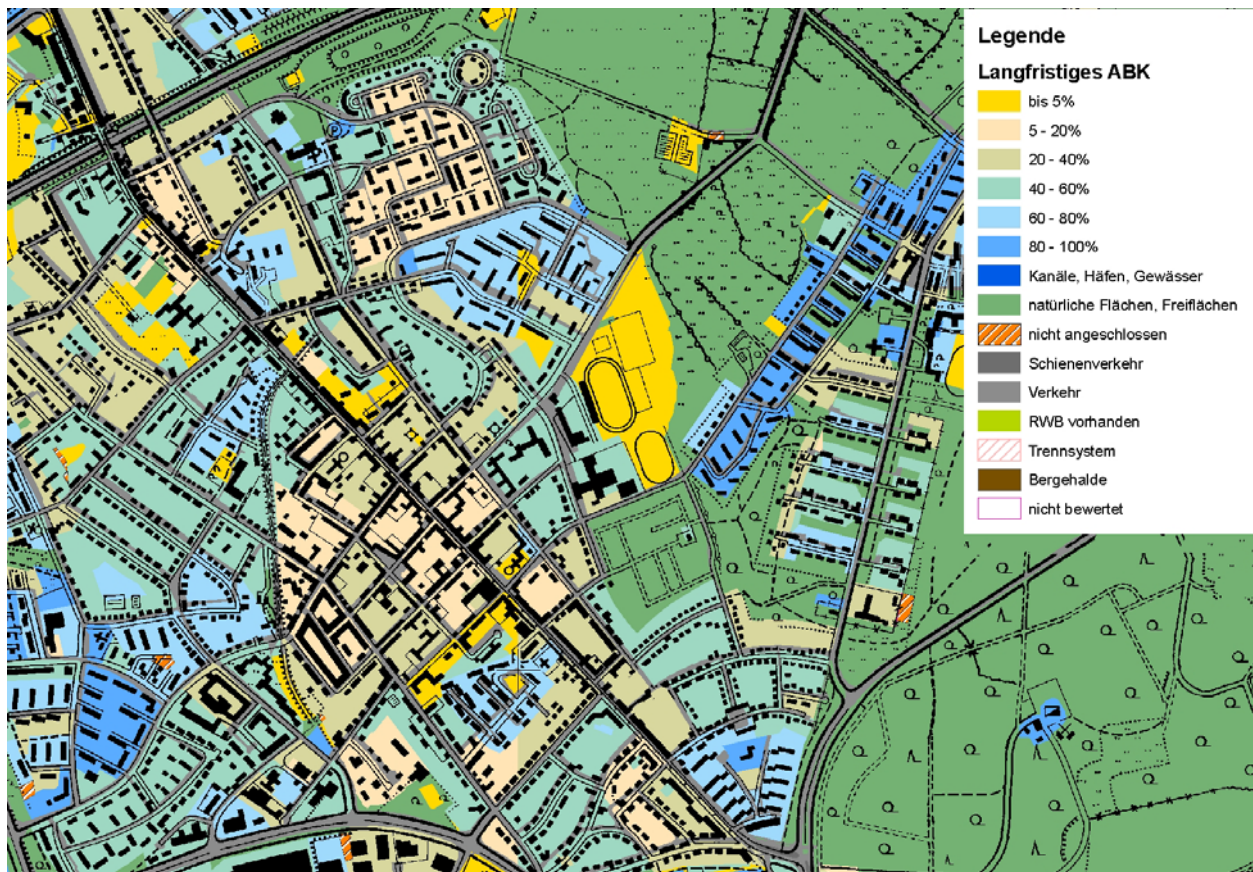 Legende
Langfristiges ABK
bis 5%
5 - 20%
20 - 40%
40 - 60%
60 - 80%
80 - 100%
Kanäle, Häfen, Gewässer
natürliche Flächen, Freiflächen
nicht angeschlossen
Schienenverkehr
Verkehr
RWB vorhanden
Trennsystem
Bergehalde
nicht bewertet